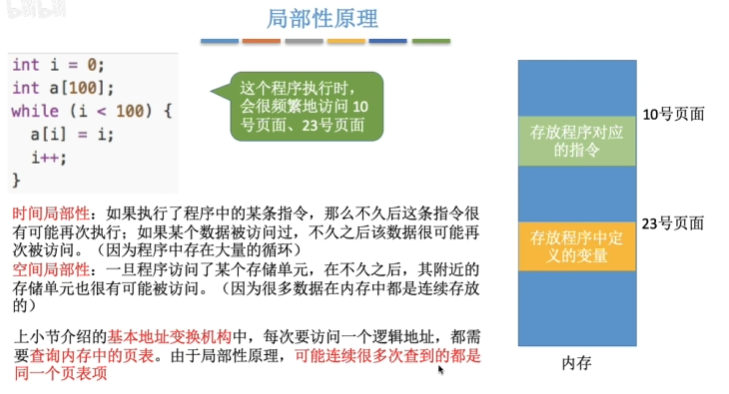 局部性原理
int i = 0;
int a[100];
while (i < 100) {
a[i] = i;
i++;
}
这个程序执行时，
会很频繁地访问 10
号页面、23号页面
存放程序对应
的指令
10号页面
存放程序中定
义的变量
23号页面
内存
时间局部性：如果执行了程序中的某条指令，那么不久后这条指令很
有可能再次执行；如果某个数据被访问过，不久之后该数据很可能再
次被访问。（因为程序中存在大量的循环）
空间局部性：一旦程序访问了某个存储单元，在不久之后，其附近的
存储单元也很有可能被访问。（因为很多数据在内存中都是连续存放
的）
上小节介绍的基本地址变换机构中，每次要访问一个逻辑地址，都需
要查询内存中的页表。由于局部性原理，可能连续很多次查到的都是
同一个页表项